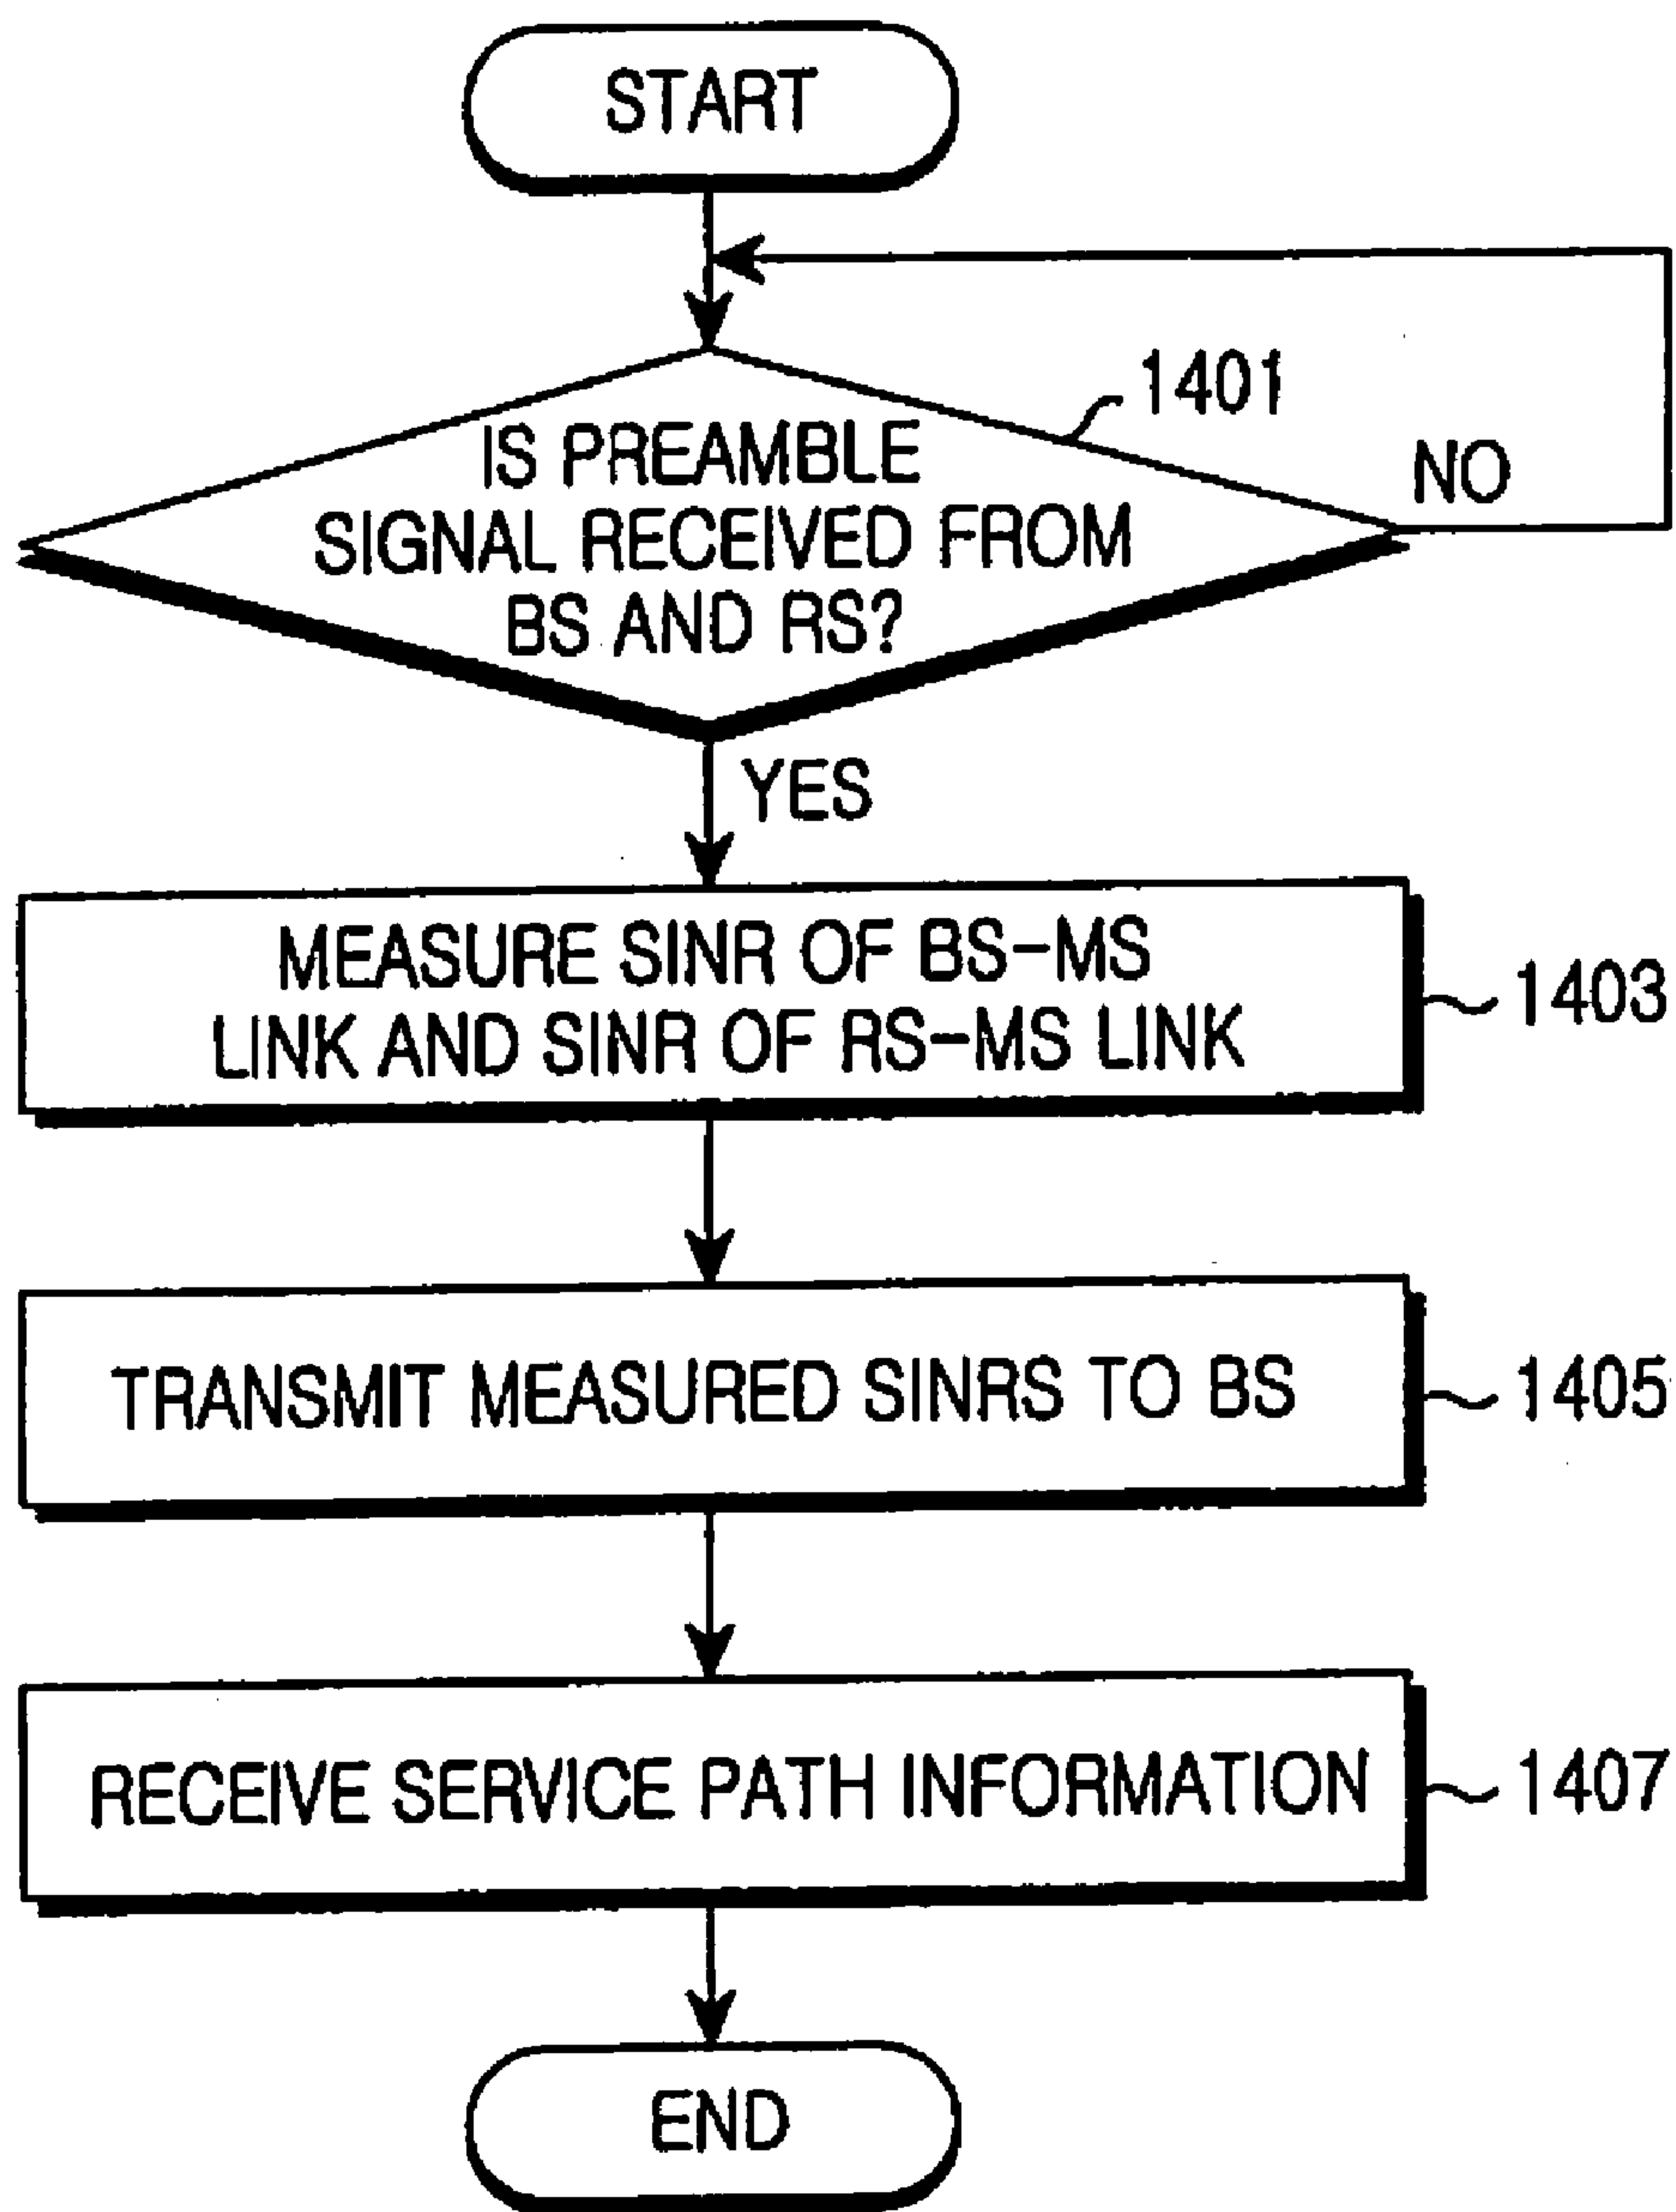 START
1401
IS PREAMBLE
SIGNAL RECEIVED FROM
BS AND RS?
NO
YES
MEASURE SINR OF BS-MS
LINK AND SINR OF RS-MS LINK
1403
TRANSMIT MEASURED SINRS TO BS
1405
RECEIVE SERVICE PATH INFORMATION
1407
END